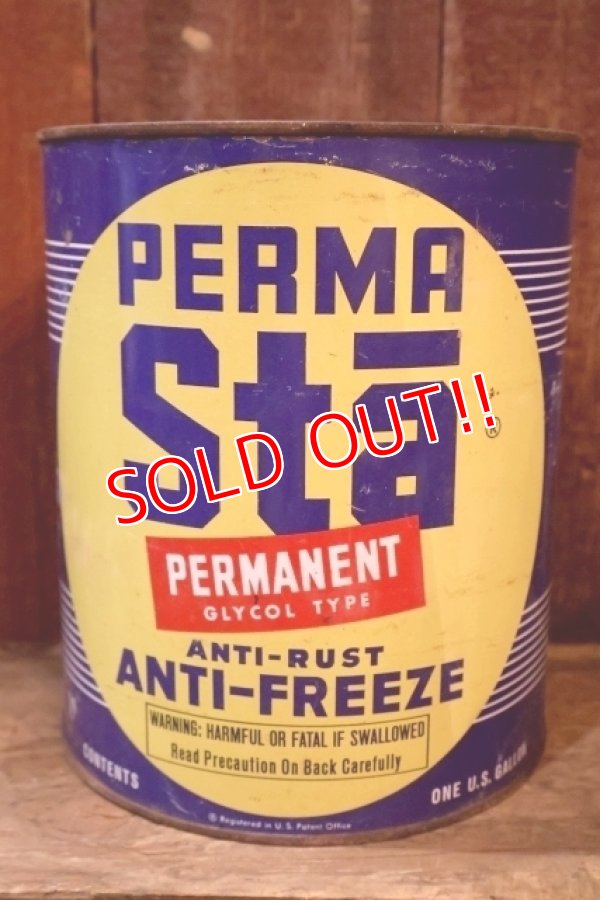 PERMA
Stā
®
SOLD OUT!!
PERMANENT
GLYCOL TYPE
ANTI-RUST
ANTI-FREEZE
WARNING: HARMFUL OR FATAL IF SWALLOWED
Read Precaution On Back Carefully
CONTENTS
ONE U.S. GALLON
® Registered in U.S. Patent Office